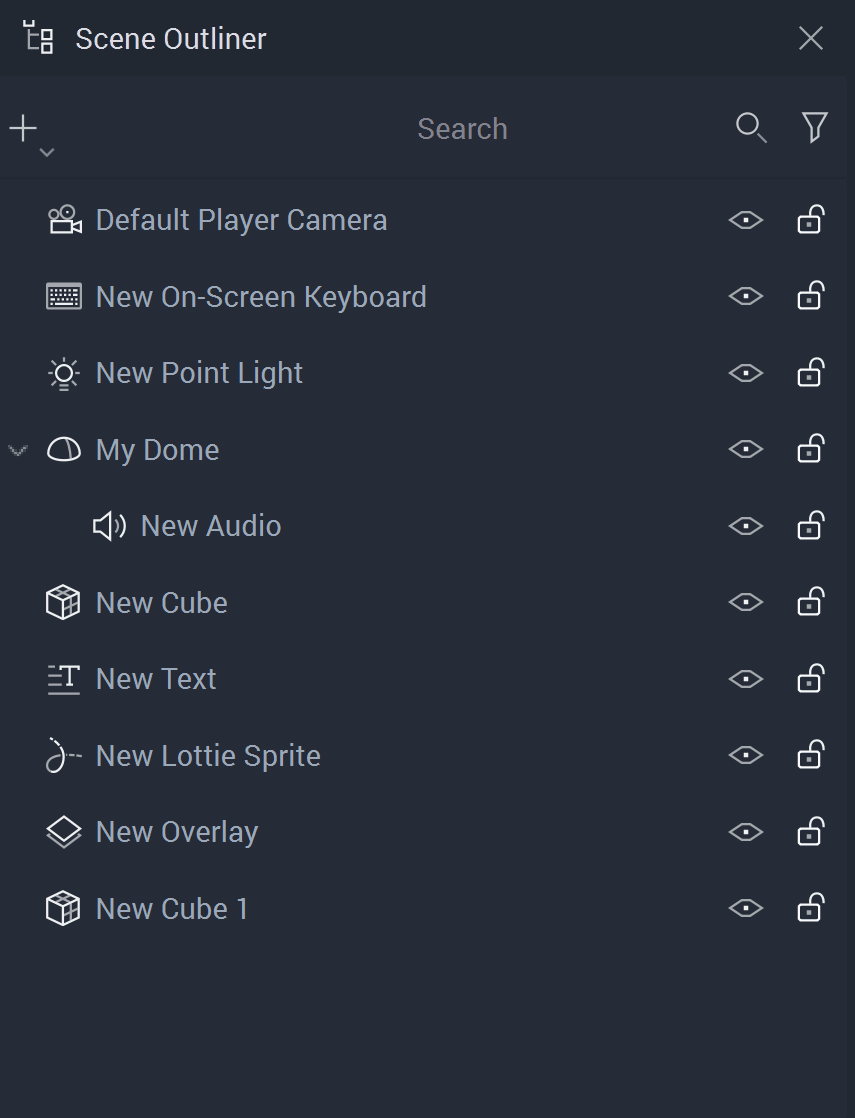 Scene Outliner
Search
Default Player Camera
New On-Screen Keyboard
New Point Light
My Dome
New Audio
New Cube
New Text
New Lottie Sprite
New Overlay
New Cube 1